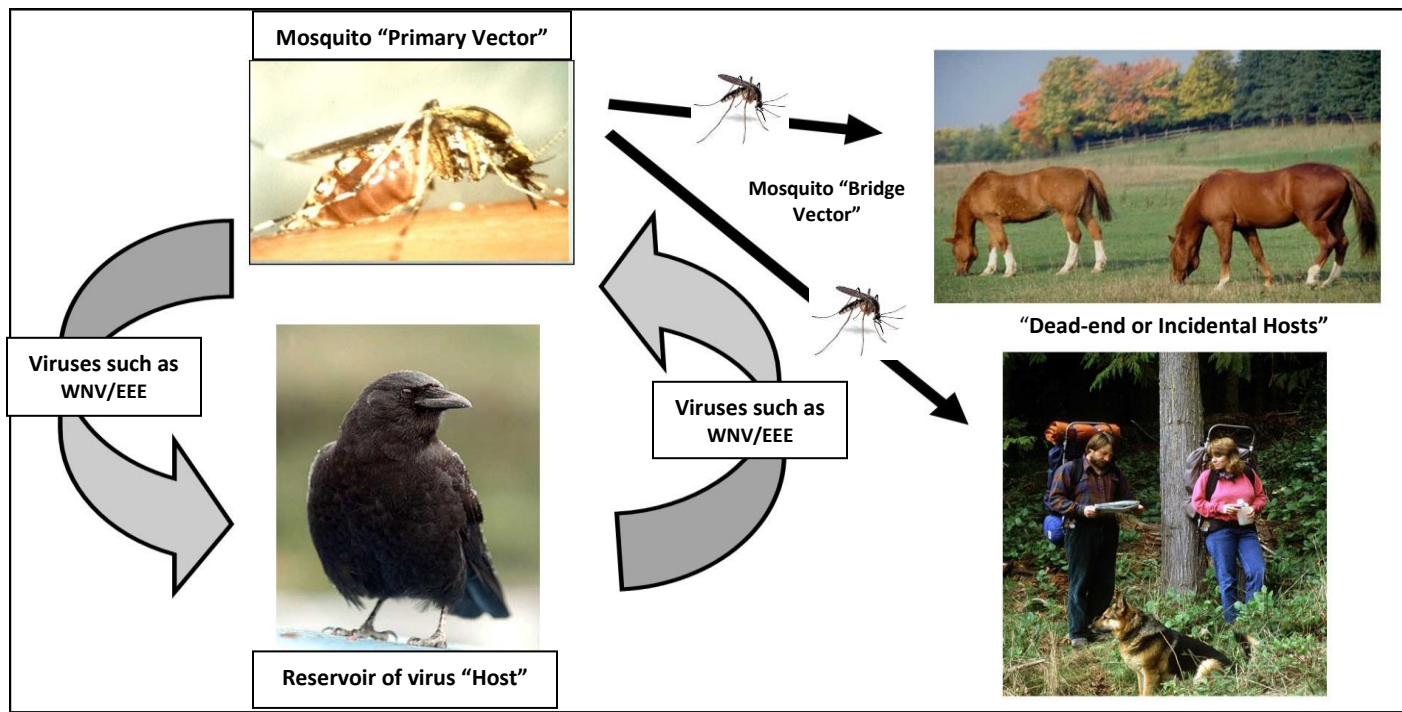 Mosquito “Primary Vector”
Mosquito “Bridge
Vector”
“Dead-end or Incidental Hosts”
Viruses such as
WNV/EEE
Viruses such as
WNV/EEE
Reservoir of virus “Host”